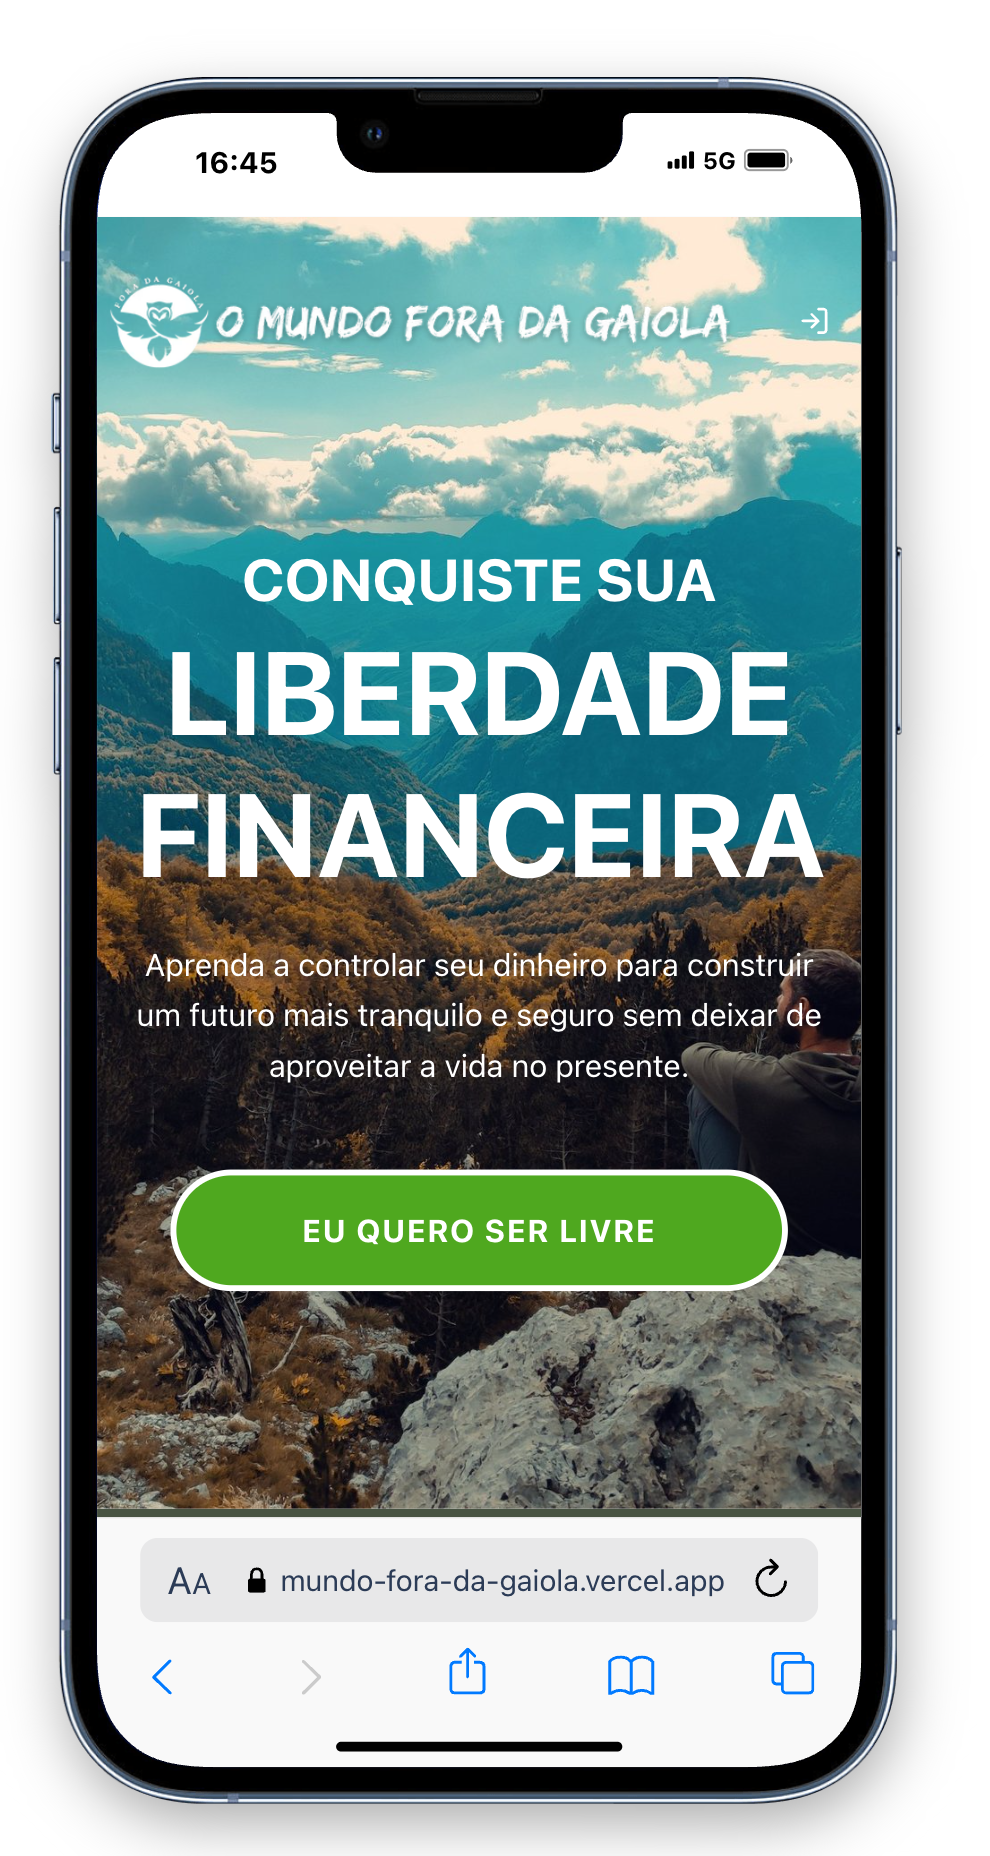 16:45
5G
FORA DA GAIOLA
O MUNDO FORA DA GAIOLA
CONQUISTE SUA
LIBERDADE
FINANCEIRA
Aprenda a controlar seu dinheiro para construir
um futuro mais tranquilo e seguro sem deixar de
aproveitar a vida no presente.
EU QUERO SER LIVRE
AA
mundo-fora-da-gaiola.vercel.app